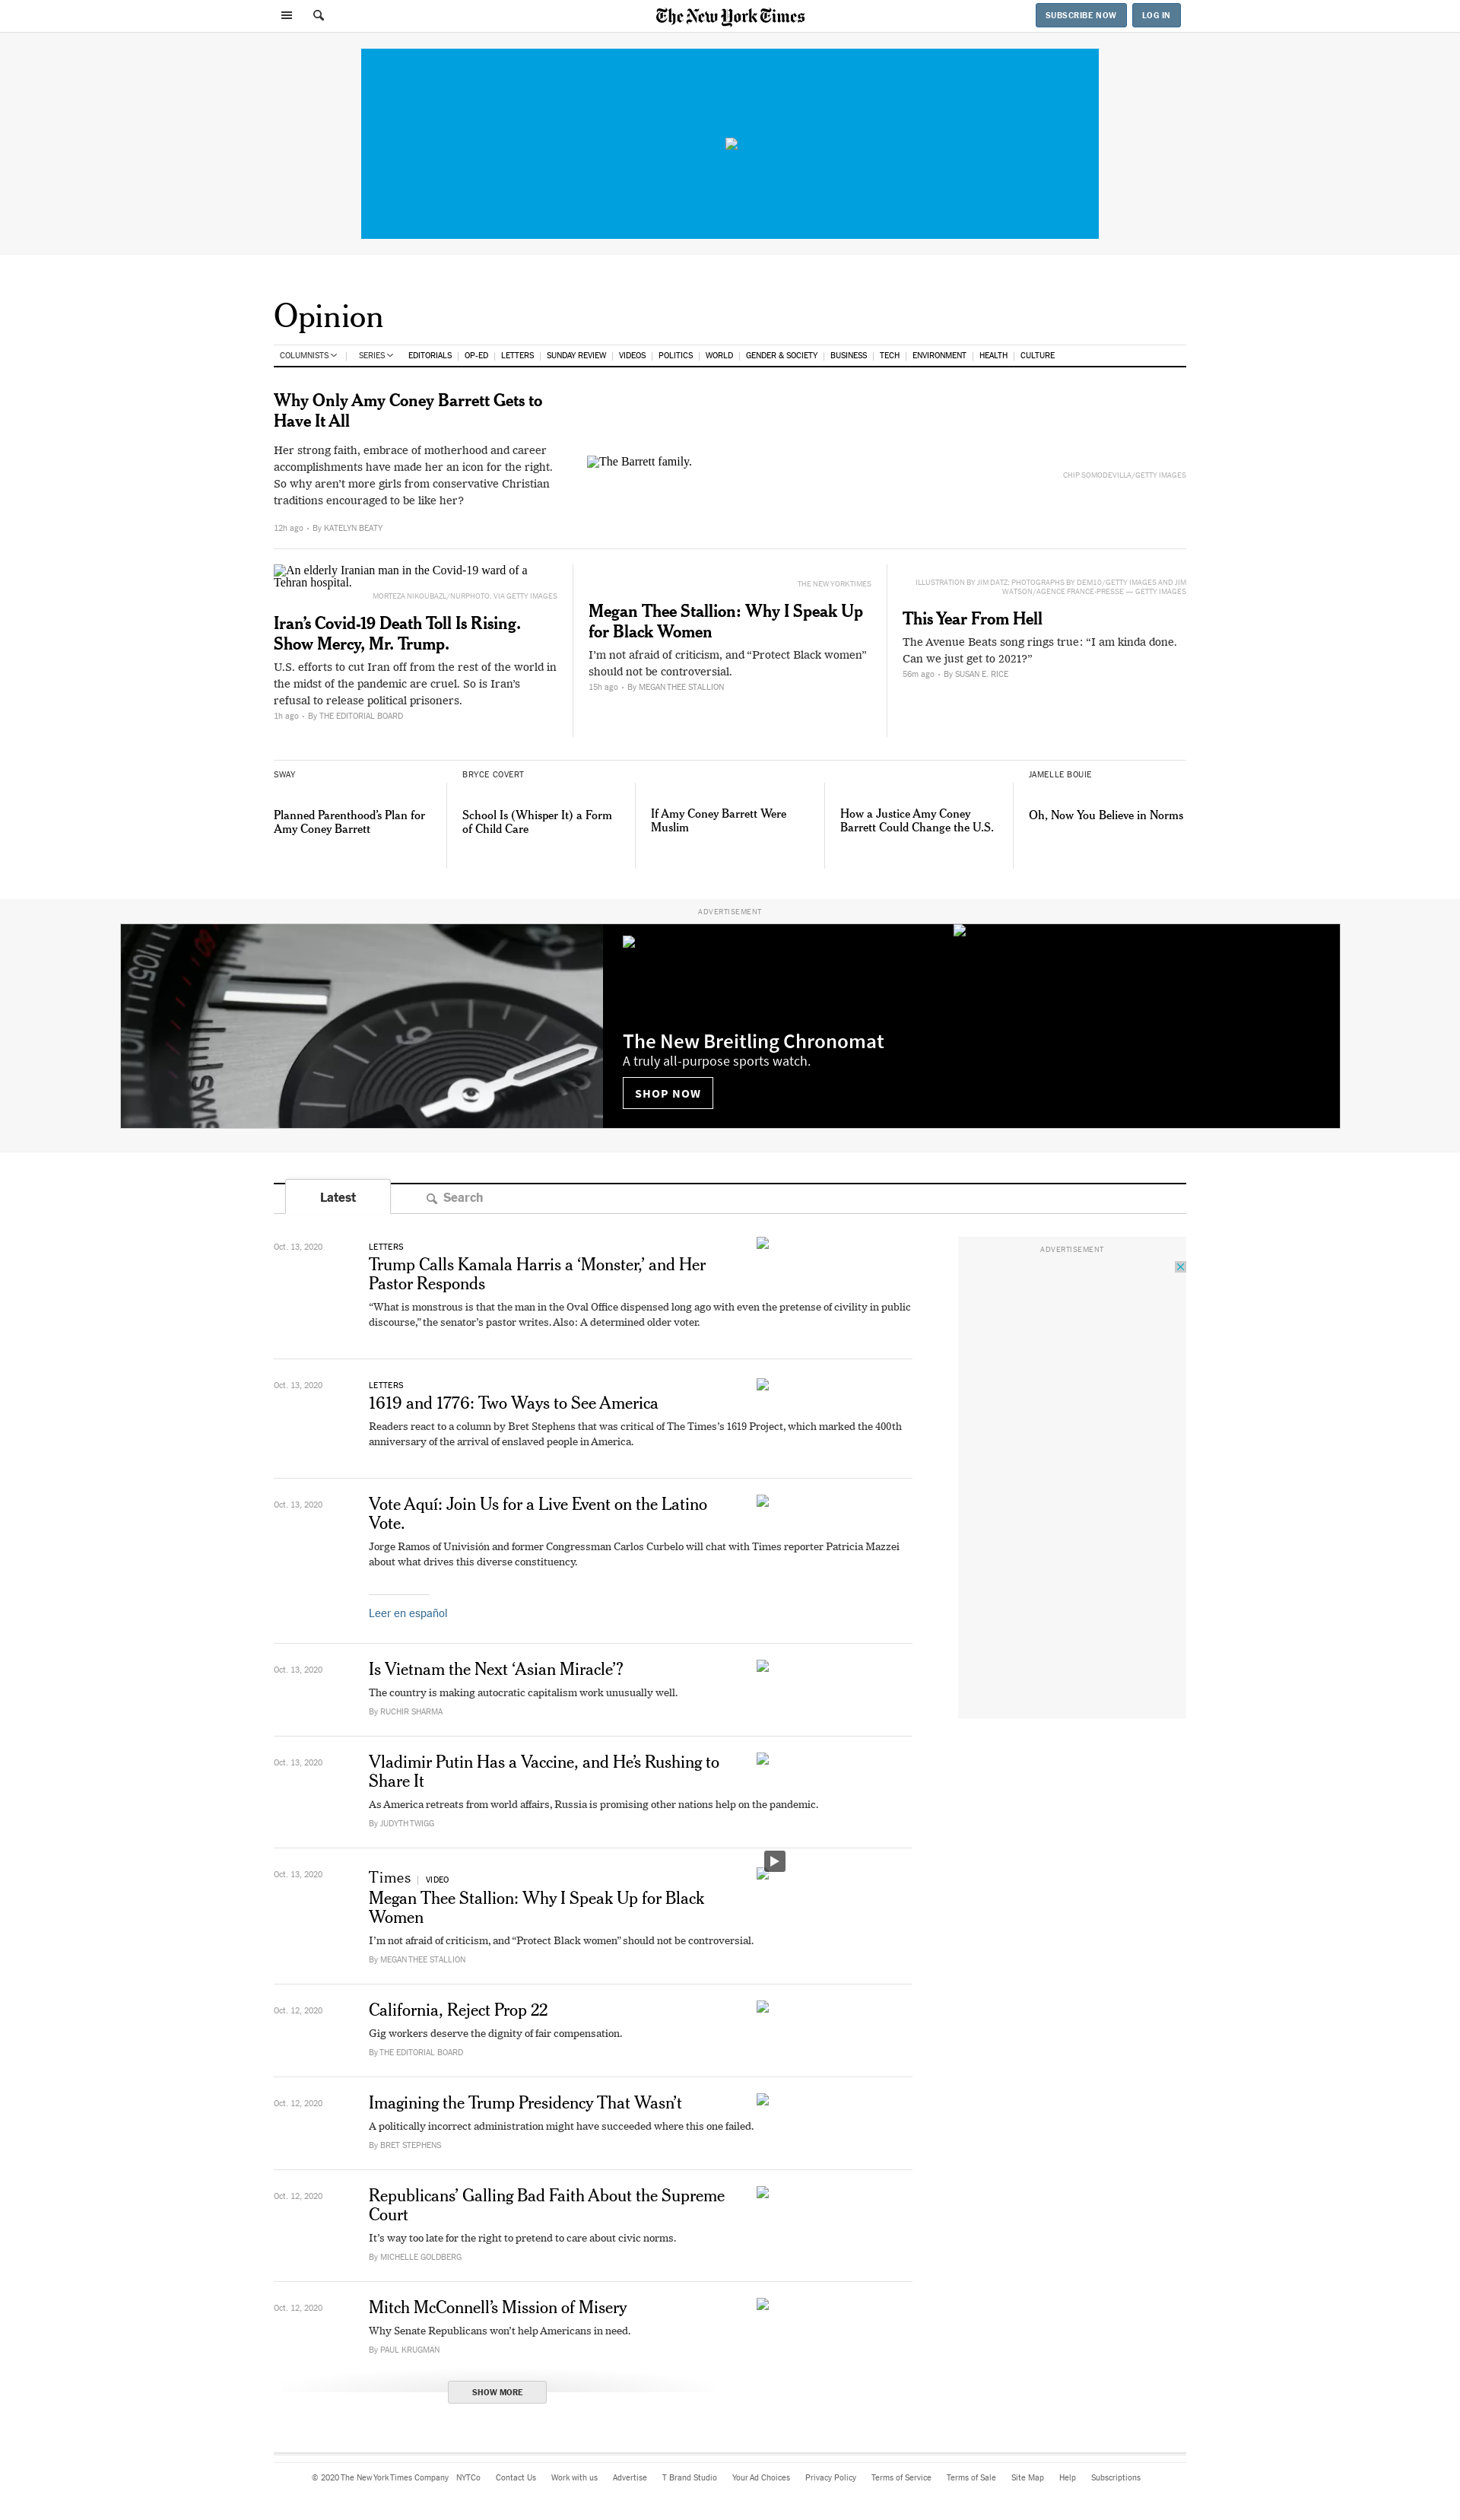 The New York Times
SUBSCRIBE NOW
LOG IN
Opinion
COLUMNISTS
SERIES
EDITORIALS
OP-ED
LETTERS
SUNDAY REVIEW
VIDEOS
POLITICS
WORLD
GENDER & SOCIETY
BUSINESS
TECH
ENVIRONMENT
HEALTH
CULTURE
Why Only Amy Coney Barrett Gets to
Have It All
Her strong faith, embrace of motherhood and career
accomplishments have made her an icon for the right.
So why aren’t more girls from conservative Christian
traditions encouraged to be like her?
12h ago • By KATELYN BEATY
The Barrett family.
CHIP SOMODEVILLA/GETTY IMAGES
An elderly Iranian man in the Covid-19 ward of a
Tehran hospital.
MORTEZA NIKOUBAZL/NURPHOTO, VIA GETTY IMAGES
Iran’s Covid-19 Death Toll Is Rising.
Show Mercy, Mr. Trump.
U.S. efforts to cut Iran off from the rest of the world in
the midst of the pandemic are cruel. So is Iran’s
refusal to release political prisoners.
1h ago • By THE EDITORIAL BOARD
THE NEW YORK TIMES
Megan Thee Stallion: Why I Speak Up
for Black Women
I’m not afraid of criticism, and “Protect Black women”
should not be controversial.
15h ago • By MEGAN THEE STALLION
ILLUSTRATION BY JIM DATZ; PHOTOGRAPHS BY DEM10/GETTY IMAGES AND JIM
WATSON/AGENCE FRANCE-PRESSE — GETTY IMAGES
This Year From Hell
The Avenue Beats song rings true: “I am kinda done.
Can we just get to 2021?”
56m ago • By SUSAN E. RICE
SWAY
Planned Parenthood’s Plan for
Amy Coney Barrett
BRYCE COVERT
School Is (Whisper It) a Form
of Child Care
If Amy Coney Barrett Were
Muslim
How a Justice Amy Coney
Barrett Could Change the U.S.
JAMELLE BOUIE
Oh, Now You Believe in Norms
ADVERTISEMENT
The New Breitling Chronomat
A truly all-purpose sports watch.
SHOP NOW
Latest
Search
ADVERTISEMENT
Oct. 13, 2020
LETTERS
Trump Calls Kamala Harris a ‘Monster,’ and Her
Pastor Responds
“What is monstrous is that the man in the Oval Office dispensed long ago with even the pretense of civility in public
discourse,” the senator’s pastor writes. Also: A determined older voter.
Oct. 13, 2020
LETTERS
1619 and 1776: Two Ways to See America
Readers react to a column by Bret Stephens that was critical of The Times’s 1619 Project, which marked the 400th
anniversary of the arrival of enslaved people in America.
Oct. 13, 2020
Vote Aquí: Join Us for a Live Event on the Latino
Vote.
Jorge Ramos of Univisión and former Congressman Carlos Curbelo will chat with Times reporter Patricia Mazzei
about what drives this diverse constituency.
Leer en español
Oct. 13, 2020
Is Vietnam the Next ‘Asian Miracle’?
The country is making autocratic capitalism work unusually well.
By RUCHIR SHARMA
Oct. 13, 2020
Vladimir Putin Has a Vaccine, and He’s Rushing to
Share It
As America retreats from world affairs, Russia is promising other nations help on the pandemic.
By JUDYTH TWIGG
Oct. 13, 2020
Times | VIDEO
Megan Thee Stallion: Why I Speak Up for Black
Women
I’m not afraid of criticism, and “Protect Black women” should not be controversial.
By MEGAN THEE STALLION
Oct. 12, 2020
California, Reject Prop 22
Gig workers deserve the dignity of fair compensation.
By THE EDITORIAL BOARD
Oct. 12, 2020
Imagining the Trump Presidency That Wasn’t
A politically incorrect administration might have succeeded where this one failed.
By BRET STEPHENS
Oct. 12, 2020
Republicans’ Galling Bad Faith About the Supreme
Court
It’s way too late for the right to pretend to care about civic norms.
By MICHELLE GOLDBERG
Oct. 12, 2020
Mitch McConnell’s Mission of Misery
Why Senate Republicans won’t help Americans in need.
By PAUL KRUGMAN
SHOW MORE
© 2020 The New York Times Company
NYTCo
Contact Us
Work with us
Advertise
T Brand Studio
Your Ad Choices
Privacy Policy
Terms of Service
Terms of Sale
Site Map
Help
Subscriptions